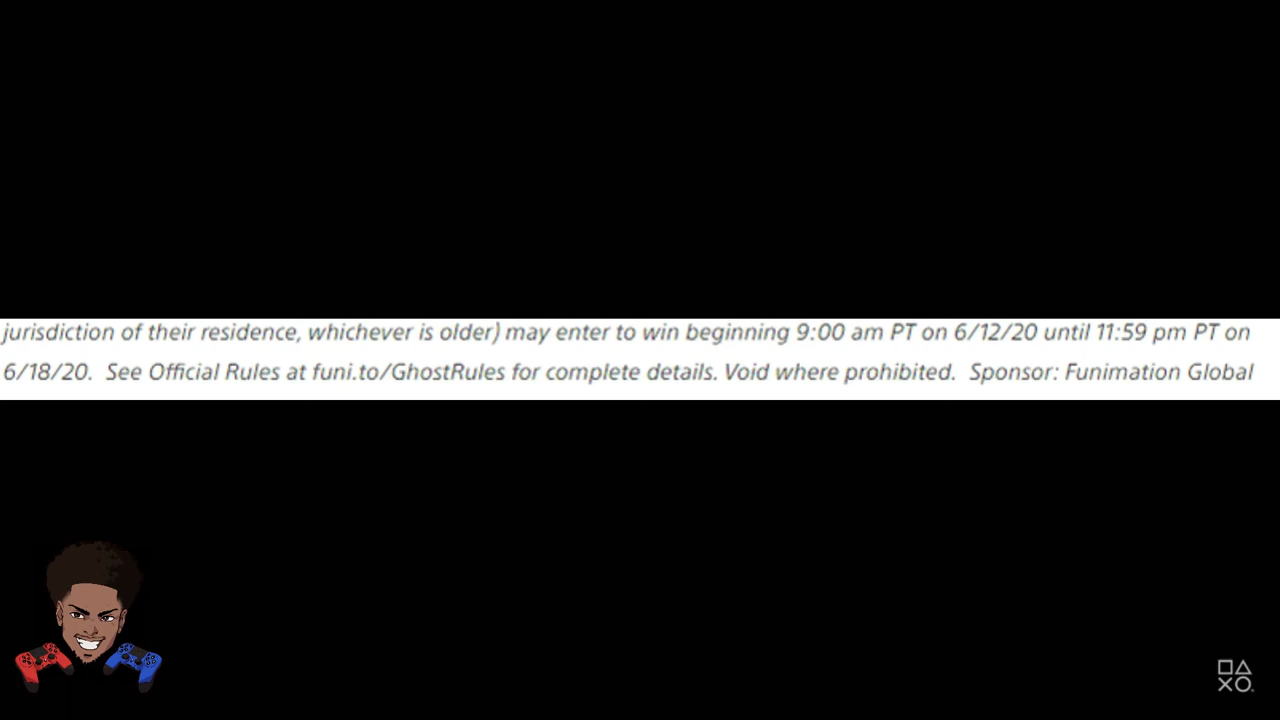 jurisdiction of their residence, whichever is older) may enter to win beginning 9:00 am PT on 6/12/20 until 11:59 pm PT on
6/18/20.  See Official Rules at funi.to/GhostRules for complete details. Void where prohibited.  Sponsor: Funimation Global